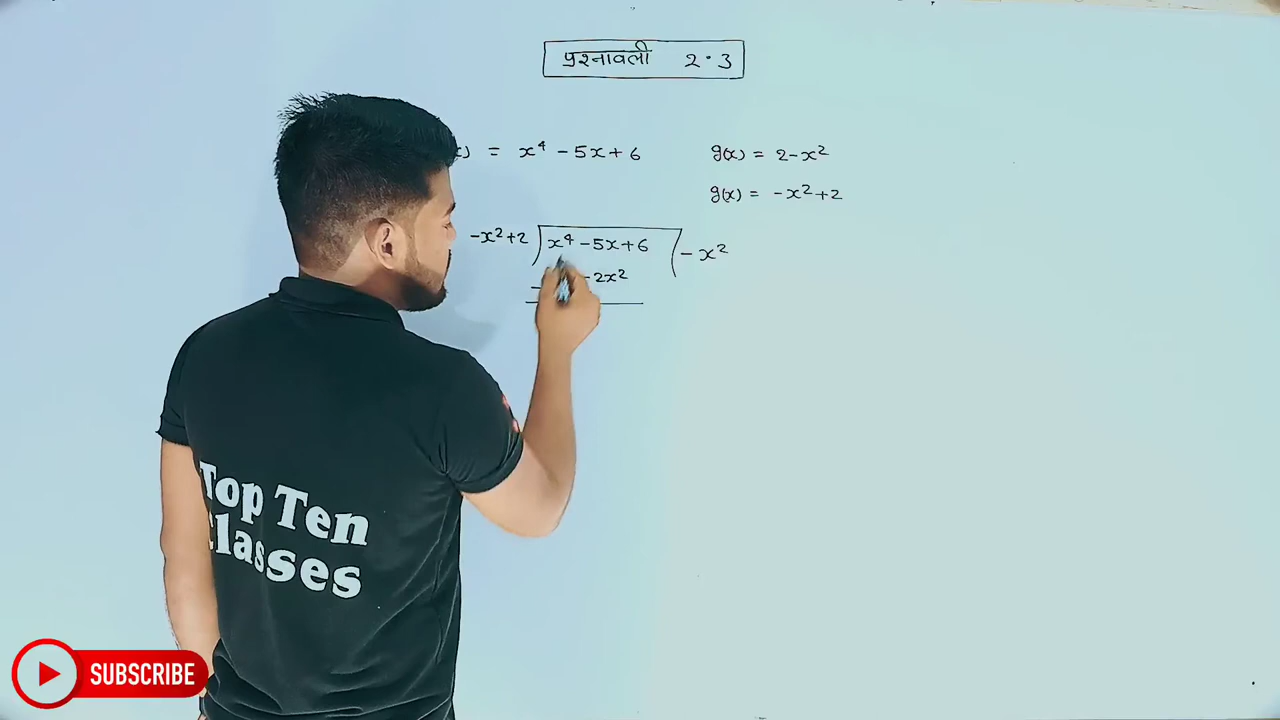 प्रश्नावली 2.3
x) = x⁴ - 5x + 6 g(x) = 2 - x²
g(x) = -x² + 2
-x² + 2 ) x⁴ - 5x + 6 ( - x²
- 2x²
Top Ten
Classes
SUBSCRIBE